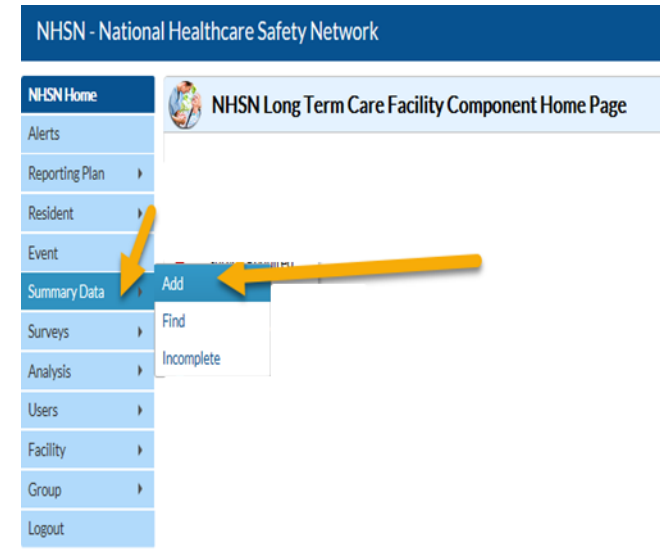 NHSN - National Healthcare Safety Network
NHSN Home
NHSN Long Term Care Facility Component Home Page
Alerts
Reporting Plan
Resident
Event
Summary Data
Add
Find
Incomplete
Surveys
Analysis
Users
Facility
Group
Logout